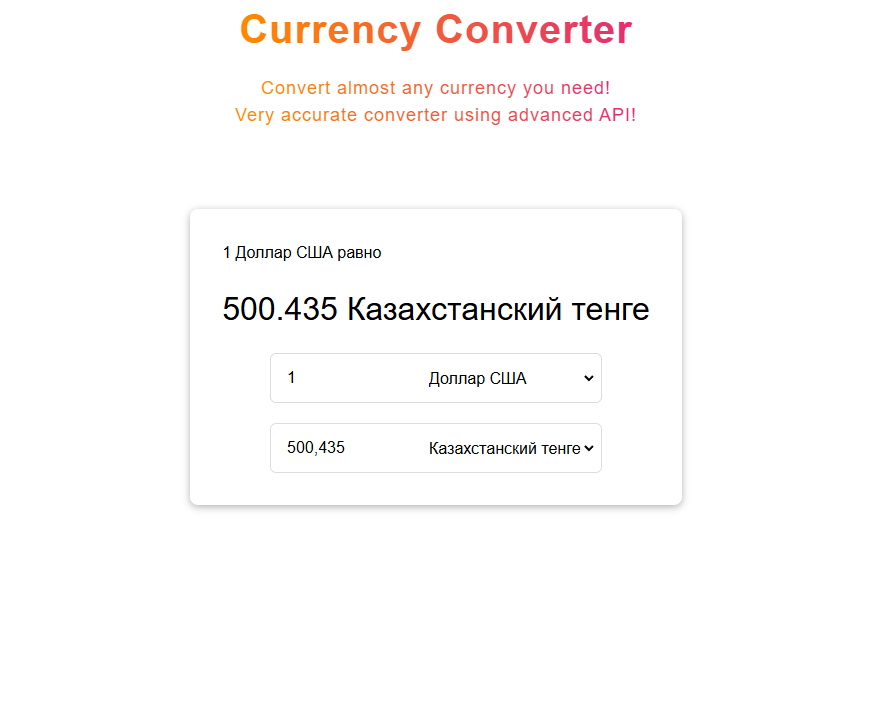 Currency Converter
Convert almost any currency you need!
Very accurate converter using advanced API!
1 Доллар США равно
500.435 Казахстанский тенге
1 Доллар США
500,435 Казахстанский тенге